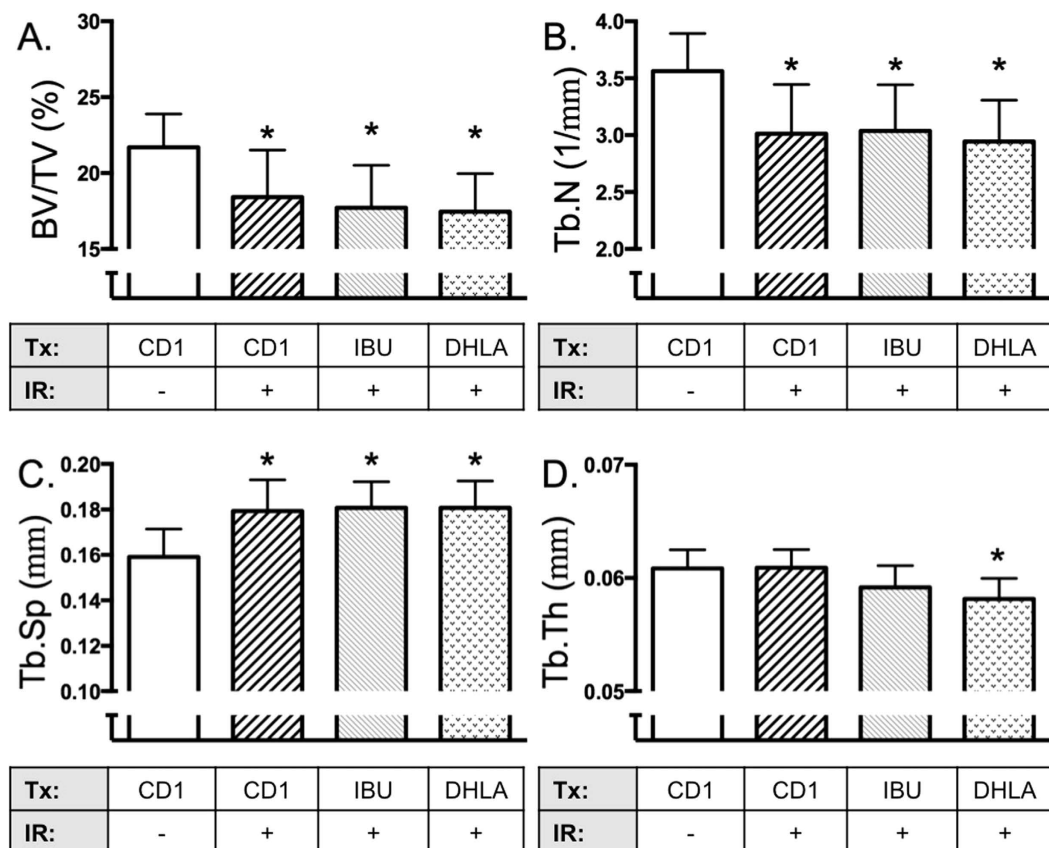 A.
BV/TV (%)
30
25
20
15
* * *
Tx: CD1 CD1 IBU DHLA
IR: - + + +
B.
Tb.N (1/mm)
4.0
3.5
3.0
2.5
2.0
* * *
Tx: CD1 CD1 IBU DHLA
IR: - + + +
C.
Tb.Sp (mm)
0.20
0.18
0.16
0.14
0.12
0.10
* * *
Tx: CD1 CD1 IBU DHLA
IR: - + + +
D.
Tb.Th (mm)
0.07
0.06
0.05
*
Tx: CD1 CD1 IBU DHLA
IR: - + + +